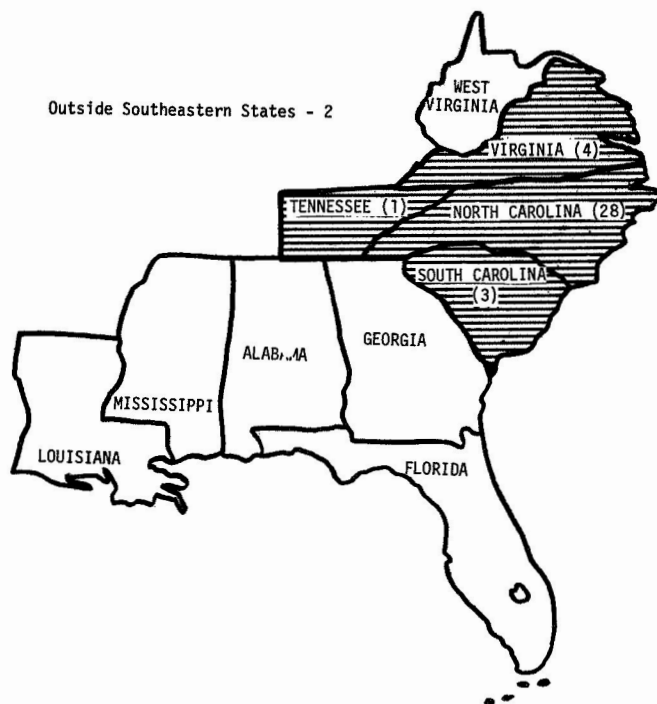 WEST
VIRGINIA
Outside Southeastern States - 2
VIRGINIA (4)
TENNESSEE (1)
NORTH CAROLINA (28)
SOUTH CAROLINA
(3)
GEORGIA
MISSISSIPPI
LOUISIANA
FLORIDA